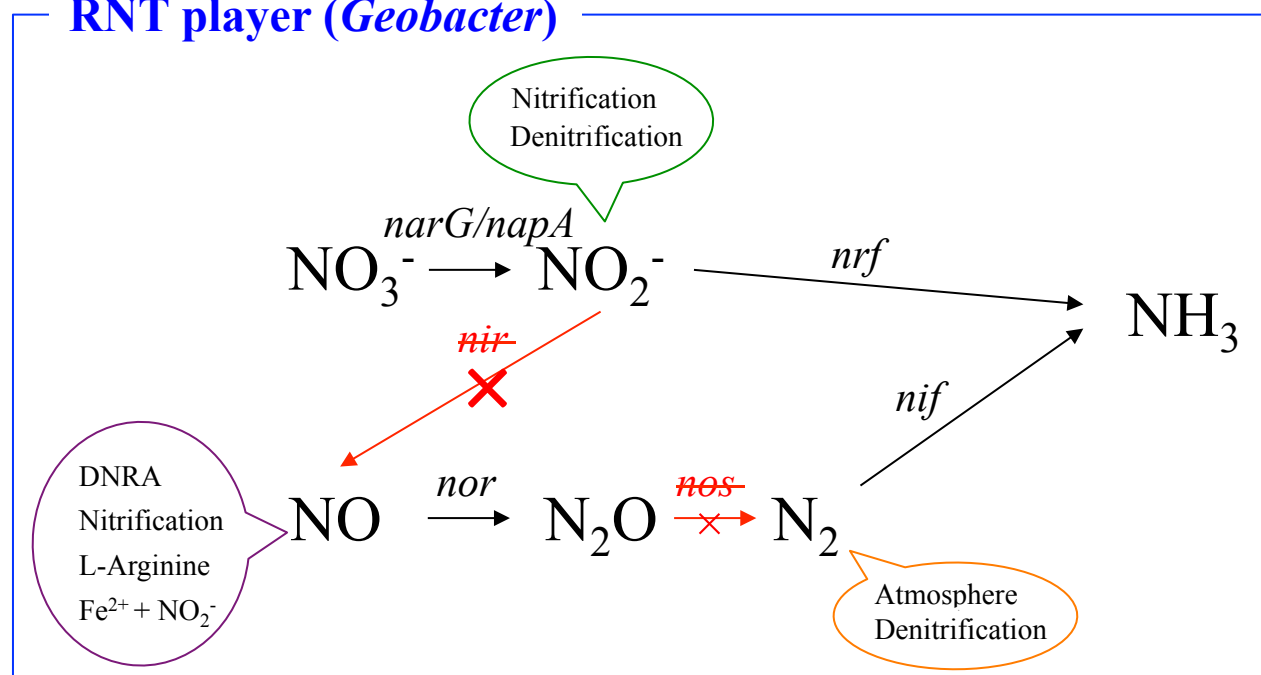 RNT player (Geobacter)
Nitrification
Denitrification
narG/napA
NO₃⁻
NO₂⁻
nrf
NH₃
nir
nif
DNRA
Nitrification
L-Arginine
Fe²⁺ + NO₂⁻
NO
nor
N₂O
nos
N₂
Atmosphere
Denitrification